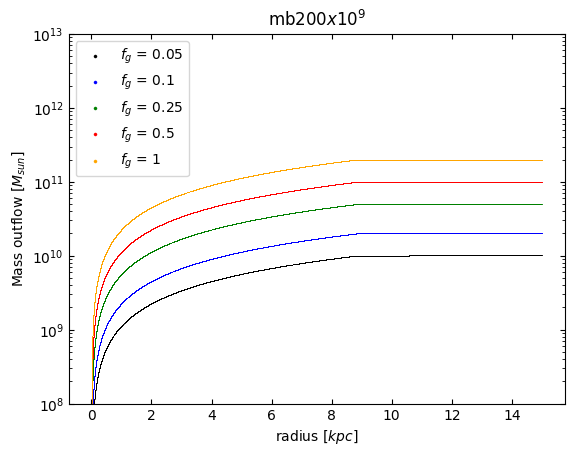 mb200x10^9
10^13
10^12
10^11
10^10
10^9
10^8
Mass outflow [M_sun]
f_g = 0.05
f_g = 0.1
f_g = 0.25
f_g = 0.5
f_g = 1
0 2 4 6 8 10 12 14
radius [kpc]